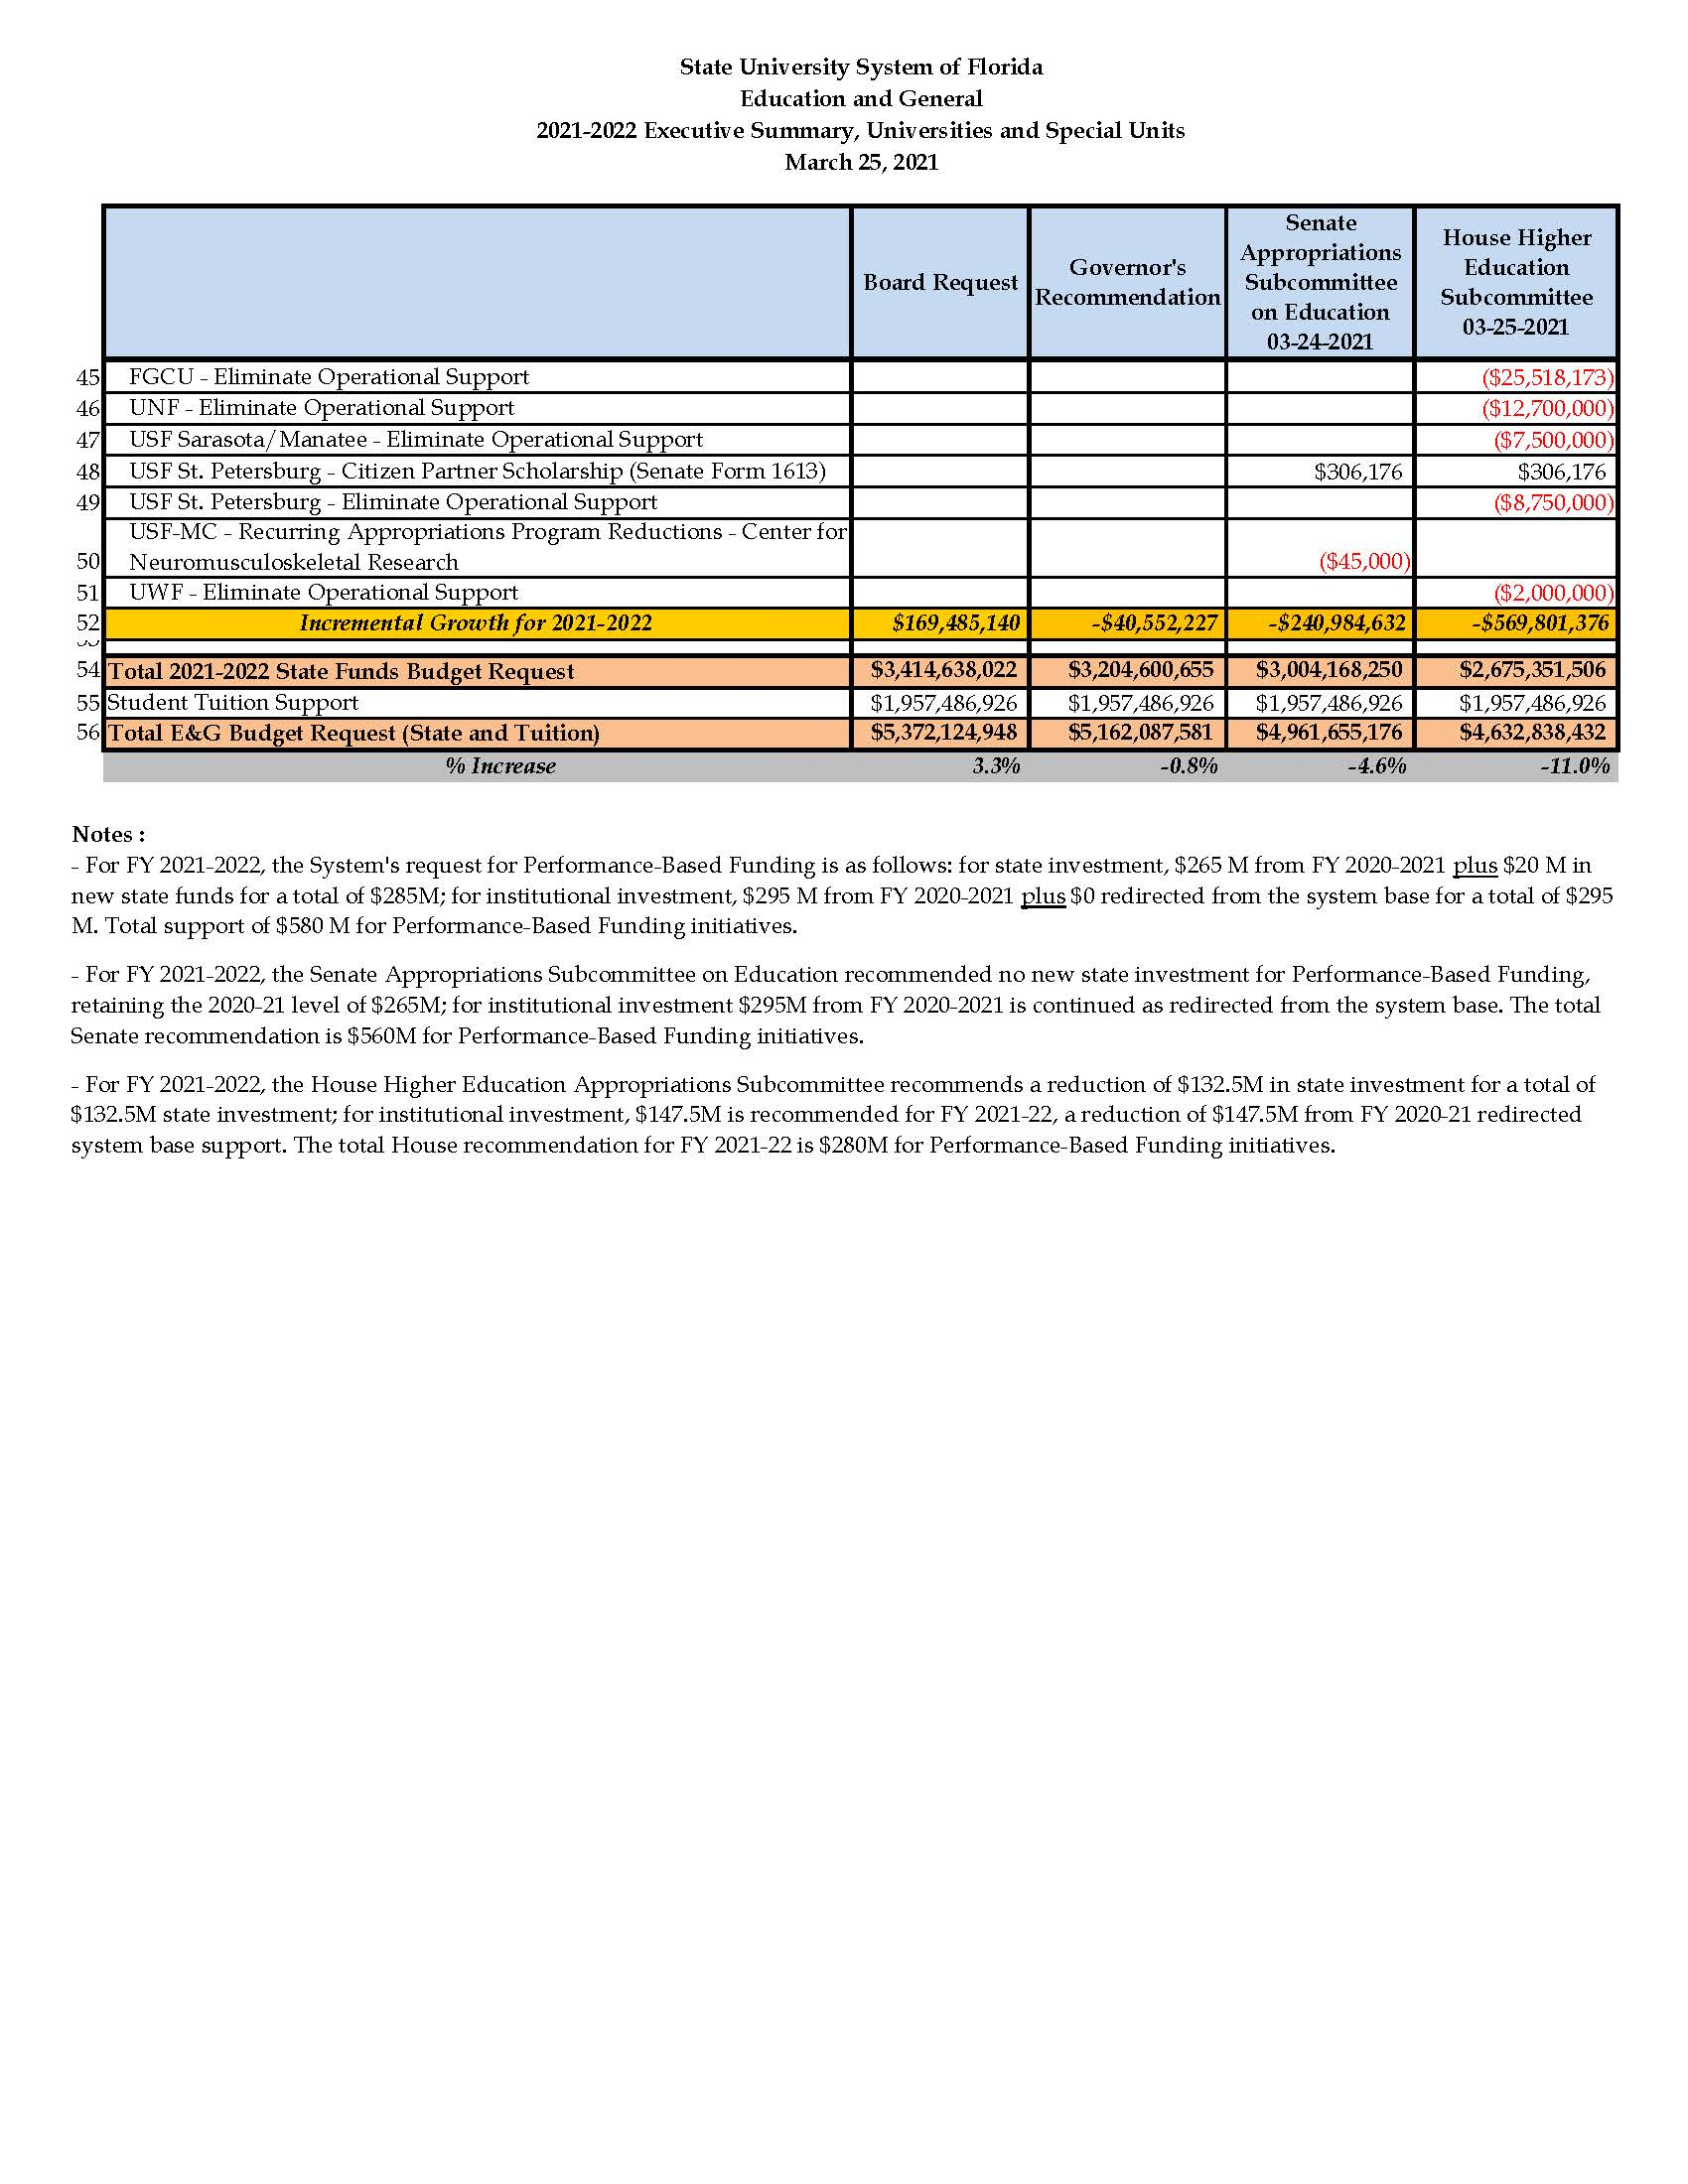 State University System of Florida
Education and General
2021-2022 Executive Summary, Universities and Special Units
March 25, 2021
Board Request
Governor's
Recommendation
Senate
Appropriations
Subcommittee
on Education
03-24-2021
House Higher
Education
Subcommittee
03-25-2021
45 FGCU - Eliminate Operational Support ($25,518,173)
46 UNF - Eliminate Operational Support ($12,700,000)
47 USF Sarasota/Manatee - Eliminate Operational Support ($7,500,000)
48 USF St. Petersburg - Citizen Partner Scholarship (Senate Form 1613) $306,176 $306,176
49 USF St. Petersburg - Eliminate Operational Support ($8,750,000)
USF-MC - Recurring Appropriations Program Reductions - Center for
50 Neuromusculoskeletal Research ($45,000)
51 UWF - Eliminate Operational Support ($2,000,000)
52 Incremental Growth for 2021-2022 $169,485,140 -$40,552,227 -$240,984,632 -$569,801,376
54 Total 2021-2022 State Funds Budget Request $3,414,638,022 $3,204,600,655 $3,004,168,250 $2,675,351,506
55 Student Tuition Support $1,957,486,926 $1,957,486,926 $1,957,486,926 $1,957,486,926
56 Total E&G Budget Request (State and Tuition) $5,372,124,948 $5,162,087,581 $4,961,655,176 $4,632,838,432
% Increase 3.3% -0.8% -4.6% -11.0%
Notes :
- For FY 2021-2022, the System's request for Performance-Based Funding is as follows: for state investment, $265 M from FY 2020-2021 plus $20 M in
new state funds for a total of $285M; for institutional investment, $295 M from FY 2020-2021 plus $0 redirected from the system base for a total of $295
M. Total support of $580 M for Performance-Based Funding initiatives.
- For FY 2021-2022, the Senate Appropriations Subcommittee on Education recommended no new state investment for Performance-Based Funding,
retaining the 2020-21 level of $265M; for institutional investment $295M from FY 2020-2021 is continued as redirected from the system base. The total
Senate recommendation is $560M for Performance-Based Funding initiatives.
- For FY 2021-2022, the House Higher Education Appropriations Subcommittee recommends a reduction of $132.5M in state investment for a total of
$132.5M state investment; for institutional investment, $147.5M is recommended for FY 2021-22, a reduction of $147.5M from FY 2020-21 redirected
system base support. The total House recommendation for FY 2021-22 is $280M for Performance-Based Funding initiatives.